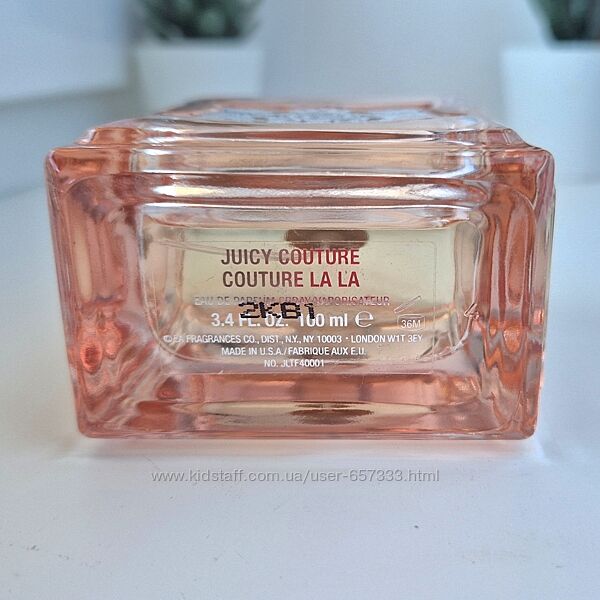 JUICY COUTURE
COUTURE LA LA
EAU DE PARFUM SPRAY/VAPORISATEUR
2KB1
3.4 FL. OZ. 100 ml ℮
36M
©EA FRAGRANCES CO., DIST., N.Y., NY 10003 · LONDON W1T 3EY
MADE IN U.S.A./FABRIQUE AUX E.U.
NO. JLTF40001
www.kidstaff.com.ua/user-657333.html